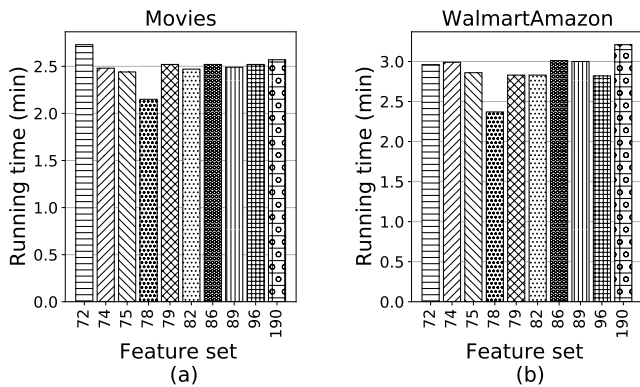 Movies
Running time (min)
2.5
2.0
1.5
1.0
0.5
0.0
72 74 75 78 79 82 86 89 96 190
Feature set
(a)
WalmartAmazon
Running time (min)
3.0
2.5
2.0
1.5
1.0
0.5
0.0
72 74 75 78 79 82 86 89 96 190
Feature set
(b)